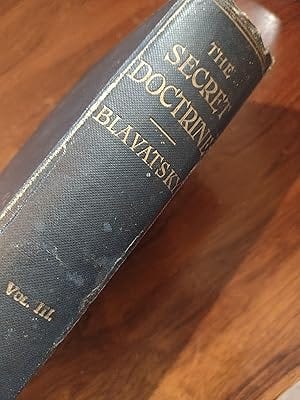 THE
SECRET
DOCTRINE
BLAVATSKY
VOL. III.